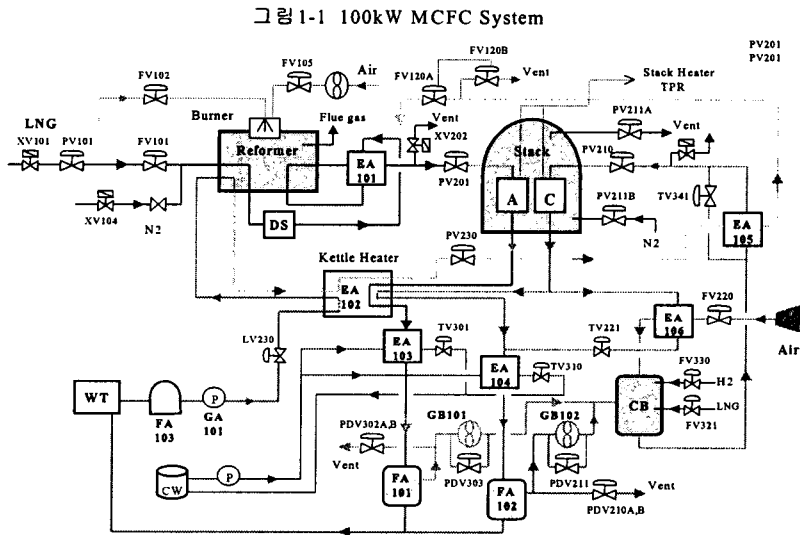 그림1-1 100kW MCFC System
PV201
PV201
FV105
Air
FV120B
FV102
FV120A
Vent
Stack Heater
TPR
Burner
Flue gas
Vent
PV211A
Vent
LNG
XV101
PV101
FV101
Reformer
XV202
Stack
PV210
EA
101
PV201
A
C
TV341
XV104
N2
DS
PV211B
N2
EA
105
PV230
Kettle Heater
EA
102
FV220
EA
106
Air
LV230
TV301
TV221
EA
103
FV330
EA
104
TV310
H2
WT
P
CB
LNG
FA
103
GA
101
GB101
GB102
FV321
PDV302A,B
Vent
P
CW
PDV303
PDV211
FA
101
FA
102
Vent
PDV210A,B